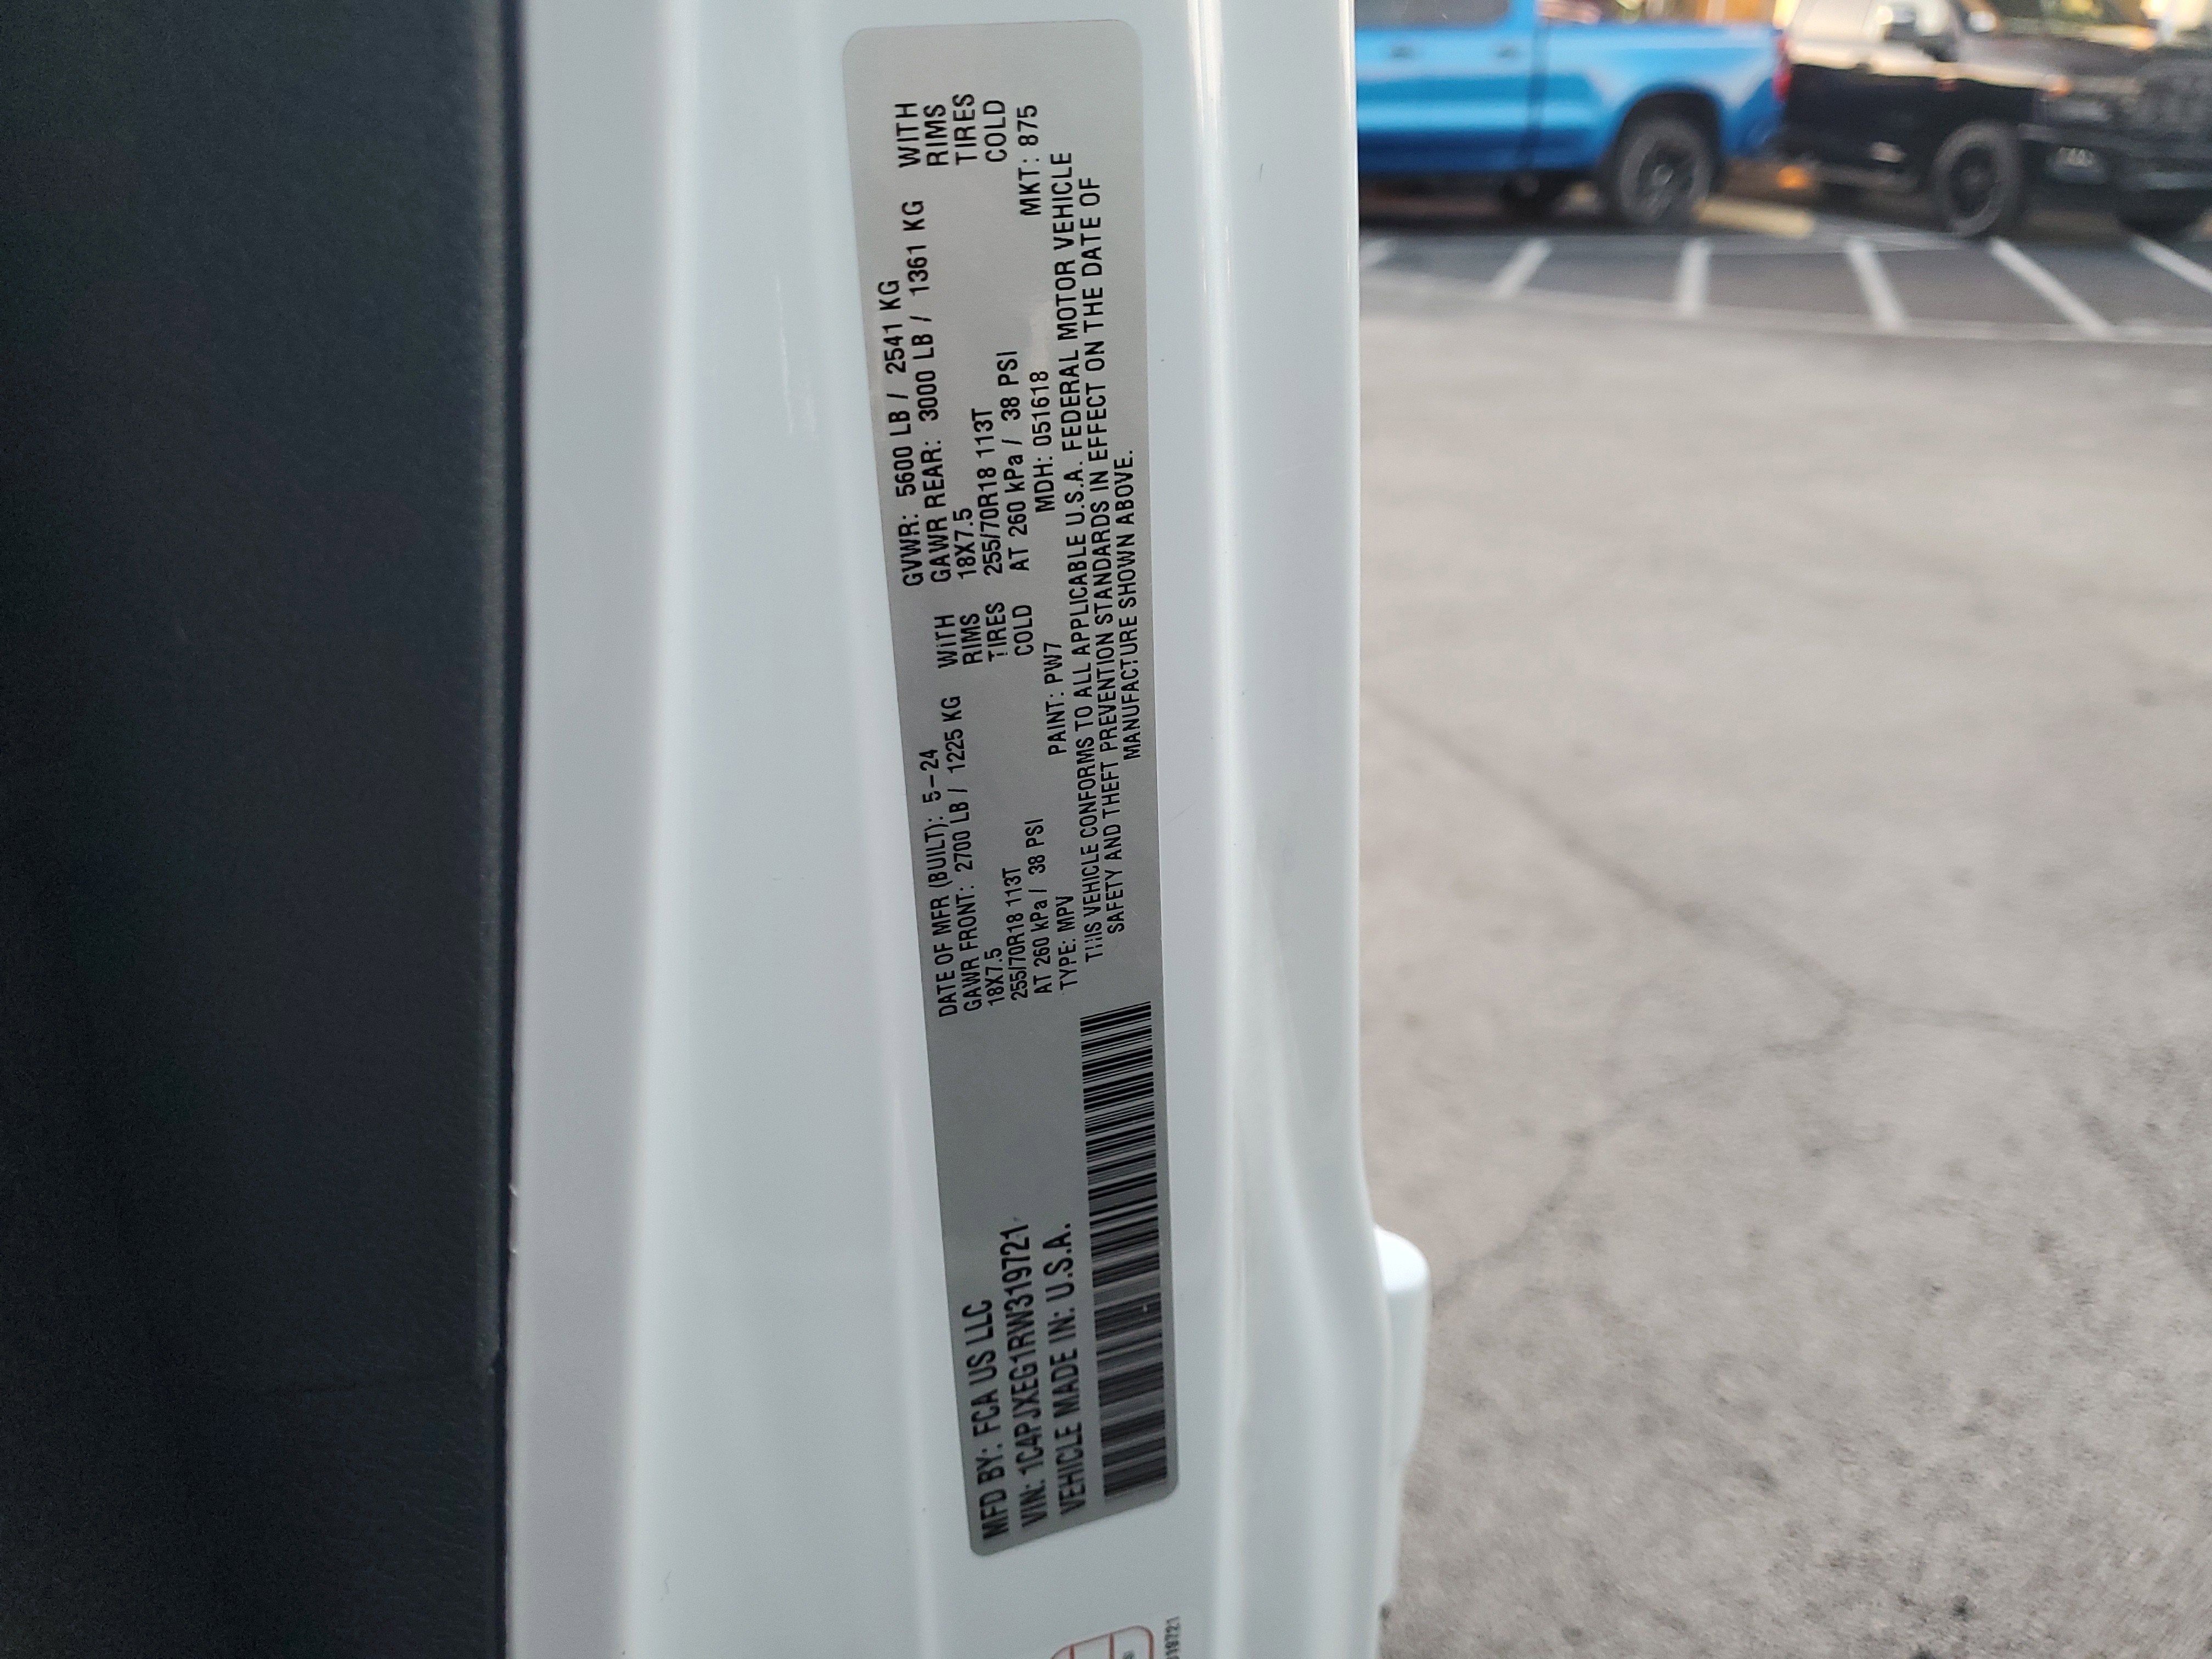 MFD BY: FCA US LLC
VIN: 1C4PJXEG1RW319721
VEHICLE MADE IN: U.S.A.
DATE OF MFR (BUILT): 5-24 GVWR: 5600 LB / 2541 KG
GAWR FRONT: 2700 LB / 1225 KG WITH GAWR REAR: 3000 LB / 1361 KG WITH
18X7.5 RIMS 18X7.5 RIMS
255/70R18 113T TIRES 255/70R18 113T TIRES
AT 260 kPa / 38 PSI COLD AT 260 kPa / 38 PSI COLD
TYPE: MPV PAINT: PW7 MDH: 051618 MKT: 875
THIS VEHICLE CONFORMS TO ALL APPLICABLE U.S.A. FEDERAL MOTOR VEHICLE
SAFETY AND THEFT PREVENTION STANDARDS IN EFFECT ON THE DATE OF
MANUFACTURE SHOWN ABOVE.